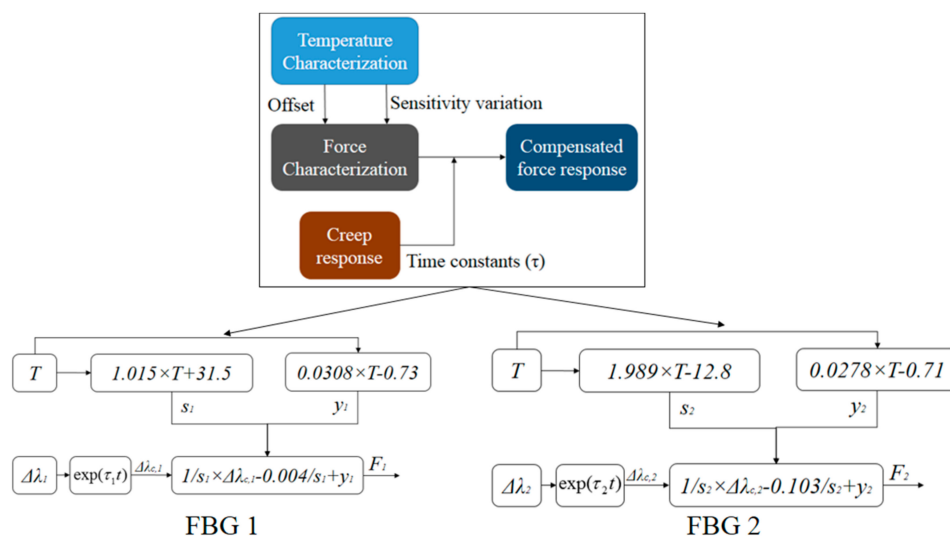 Temperature
Characterization
Offset
Sensitivity variation
Force
Characterization
Compensated
force response
Creep
response
Time constants (τ)
T
1.015×T+31.5
0.0308×T-0.73
s₁
y₁
Δλ₁
exp(τ₁t)
Δλc,1
1/s₁×Δλc,1-0.004/s₁+y₁
F₁
FBG 1
T
1.989×T-12.8
0.0278×T-0.71
s₂
y₂
Δλ₂
exp(τ₂t)
Δλc,2
1/s₂×Δλc,2-0.103/s₂+y₂
F₂
FBG 2